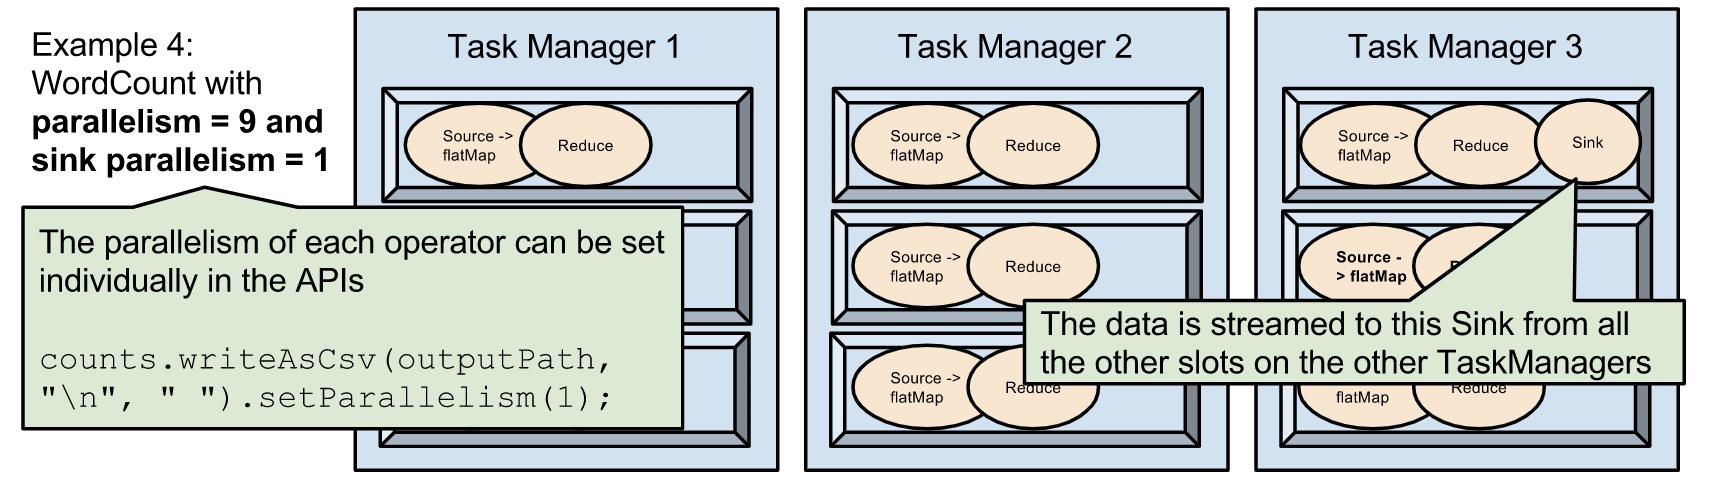 Example 4:
WordCount with
parallelism = 9 and
sink parallelism = 1
The parallelism of each operator can be set
individually in the APIs
counts.writeAsCsv(outputPath,
"\n", " ").setParallelism(1);
Task Manager 1
Source ->
flatMap
Reduce
Task Manager 2
Source ->
flatMap
Reduce
Source ->
flatMap
Reduce
Source ->
flatMap
Reduce
Task Manager 3
Source ->
flatMap
Reduce
Sink
Source -
> flatMap
flatMap
Reduce
The data is streamed to this Sink from all
the other slots on the other TaskManagers